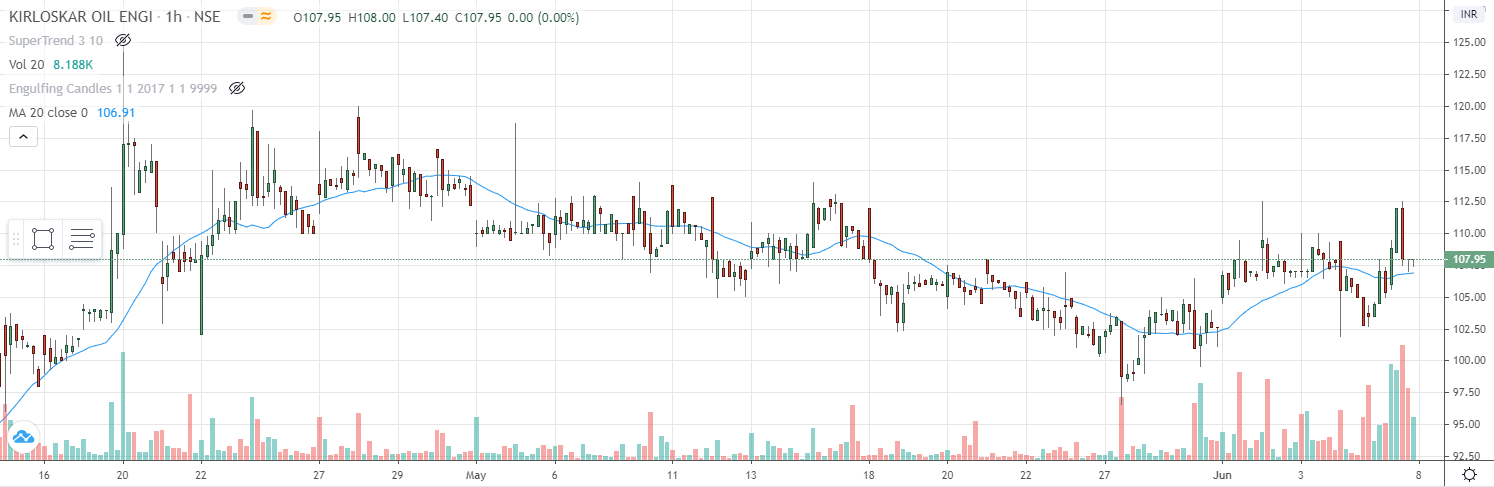 KIRLOSKAR OIL ENGI · 1h · NSE O107.95 H108.00 L107.40 C107.95 0.00 (0.00%)
INR
SuperTrend 3 10
Vol 20 8.188K
Engulfing Candles 1 1 2017 1 1 9999
MA 20 close 0 106.91
125.00
122.50
120.00
117.50
115.00
112.50
110.00
107.95
105.00
102.50
100.00
97.50
95.00
92.50
16 20 22 27 29 May 6 11 13 18 20 22 27 Jun 3 8